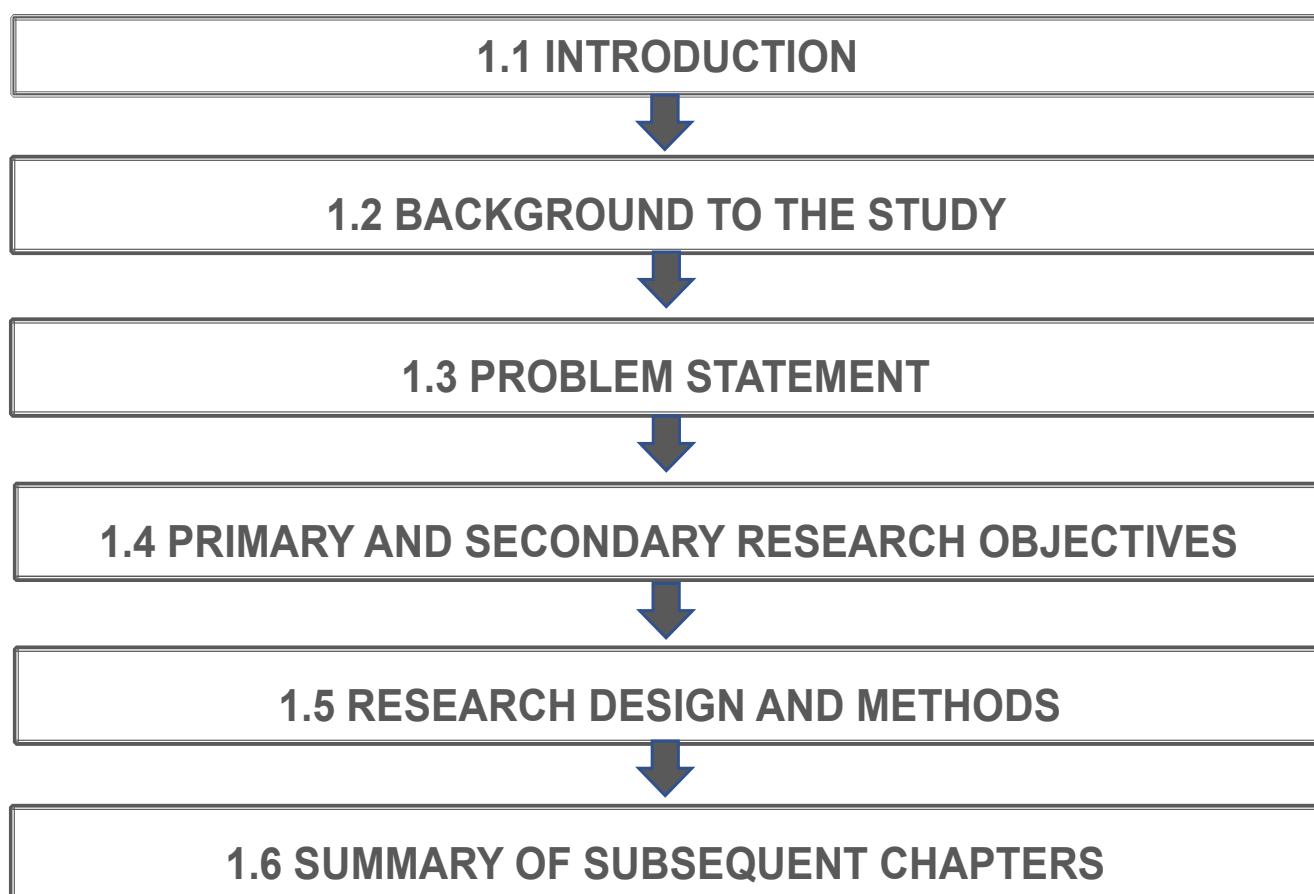 1.1 INTRODUCTION
1.2 BACKGROUND TO THE STUDY
1.3 PROBLEM STATEMENT
1.4 PRIMARY AND SECONDARY RESEARCH OBJECTIVES
1.5 RESEARCH DESIGN AND METHODS
1.6 SUMMARY OF SUBSEQUENT CHAPTERS